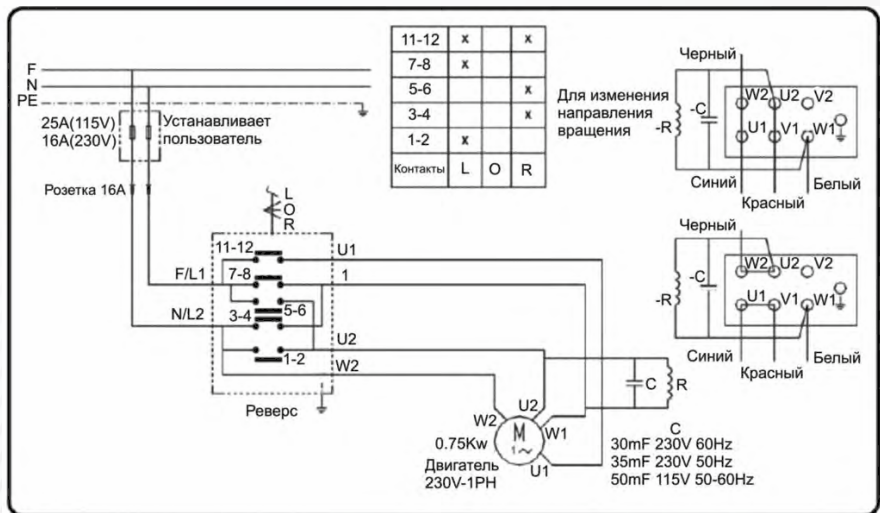 F
N
PE
25A(115V)
16A(230V)
Устанавливает
пользователь
Розетка 16A
11-12 x x
7-8 x
5-6 x
3-4 x
1-2 x
Контакты L O R
Для изменения
направления
вращения
Черный
W2 U2 V2
-C
-R
U1 V1 W1
Синий
Белый
Красный
Черный
W2 U2 V2
-C
-R
U1 V1 W1
Синий
Белый
Красный
L
O
R
11-12
U1
F/L1
7-8
1
N/L2
3-4
5-6
U2
1-2
W2
Реверс
C
R
U2
W2
W1
M
1~
U1
0.75Kw
Двигатель
230V-1PH
C
30mF 230V 60Hz
35mF 230V 50Hz
50mF 115V 50-60Hz